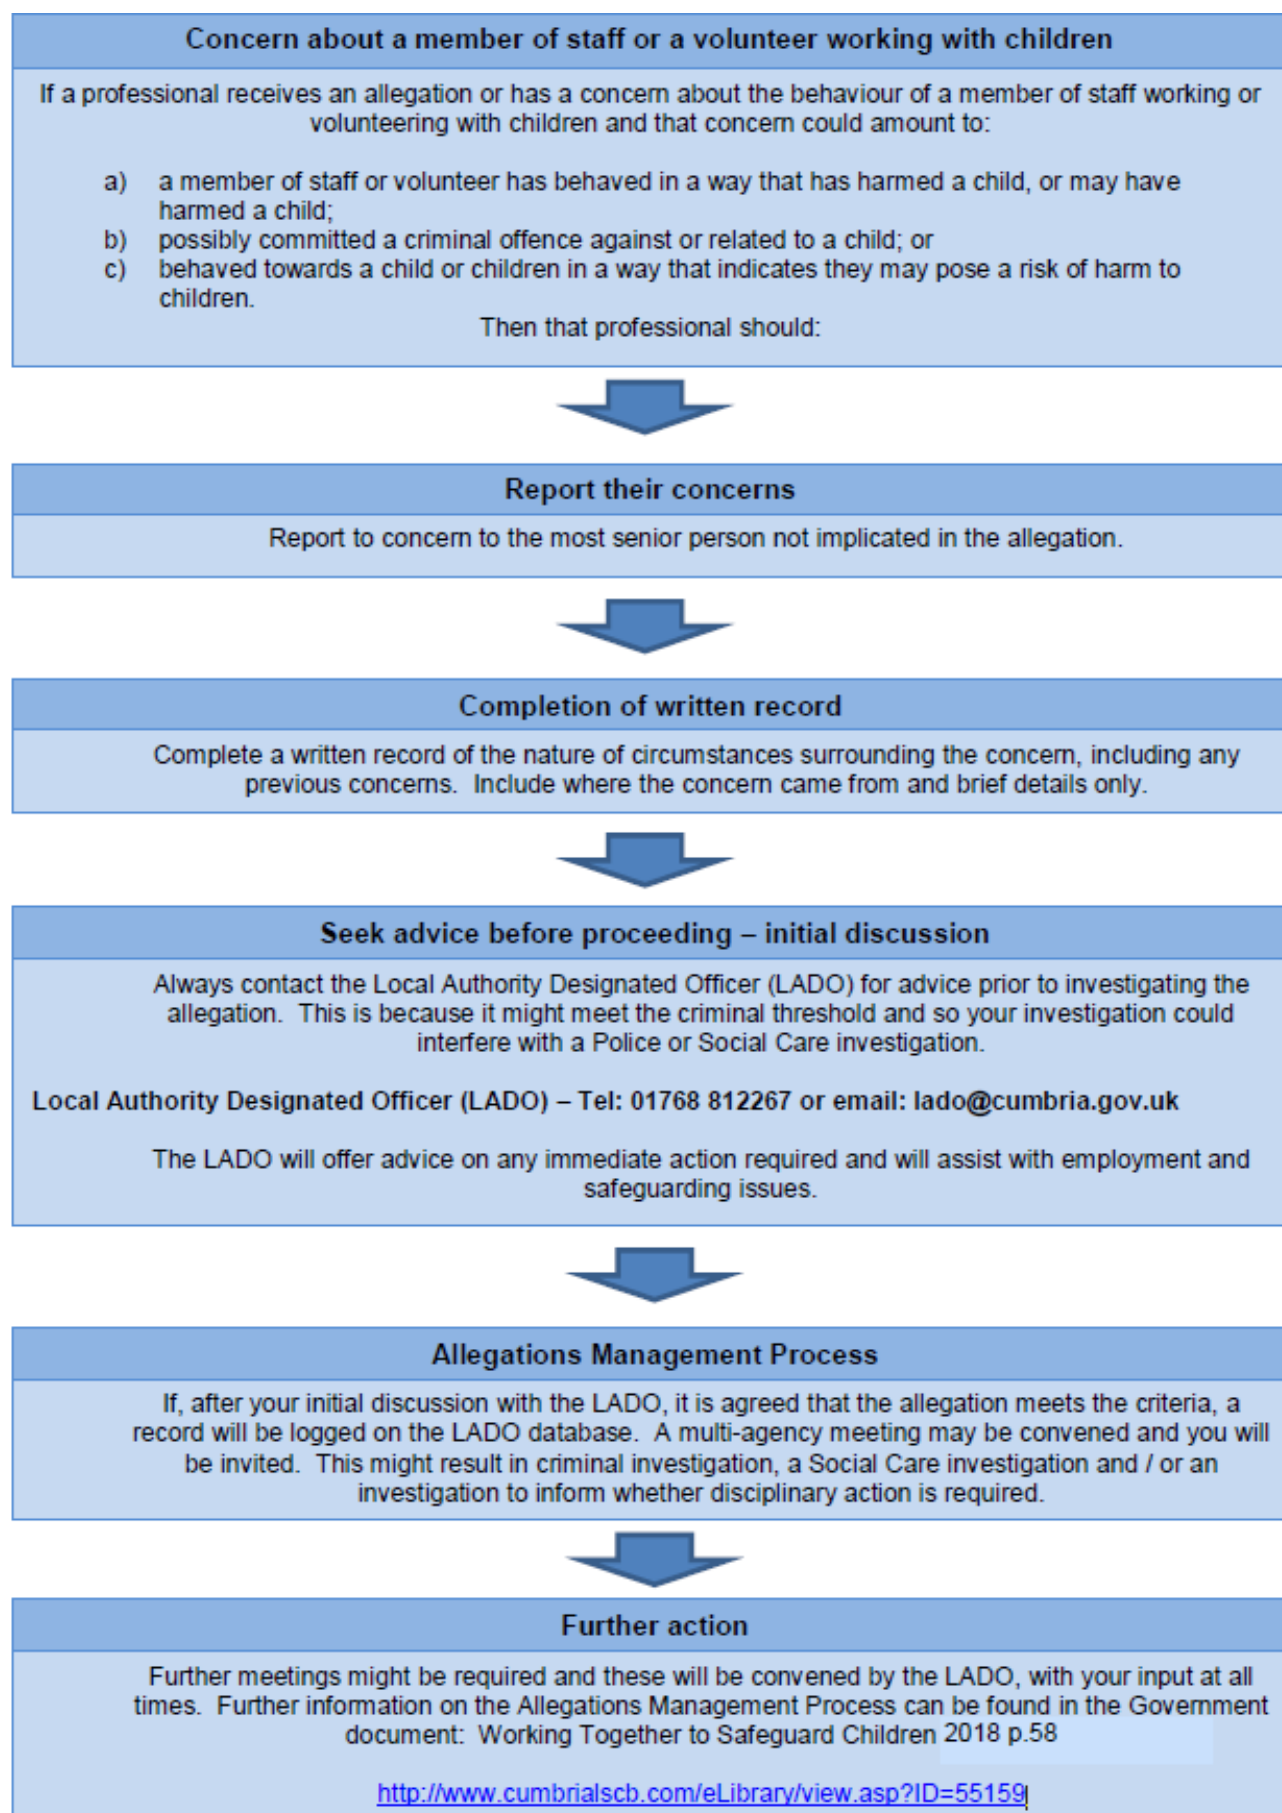 Concern about a member of staff or a volunteer working with children
If a professional receives an allegation or has a concern about the behaviour of a member of staff working or
volunteering with children and that concern could amount to:
a) a member of staff or volunteer has behaved in a way that has harmed a child, or may have
harmed a child;
b) possibly committed a criminal offence against or related to a child; or
c) behaved towards a child or children in a way that indicates they may pose a risk of harm to
children.
Then that professional should:
Report their concerns
Report to concern to the most senior person not implicated in the allegation.
Completion of written record
Complete a written record of the nature of circumstances surrounding the concern, including any
previous concerns. Include where the concern came from and brief details only.
Seek advice before proceeding – initial discussion
Always contact the Local Authority Designated Officer (LADO) for advice prior to investigating the
allegation. This is because it might meet the criminal threshold and so your investigation could
interfere with a Police or Social Care investigation.
Local Authority Designated Officer (LADO) – Tel: 01768 812267 or email: lado@cumbria.gov.uk
The LADO will offer advice on any immediate action required and will assist with employment and
safeguarding issues.
Allegations Management Process
If, after your initial discussion with the LADO, it is agreed that the allegation meets the criteria, a
record will be logged on the LADO database. A multi-agency meeting may be convened and you will
be invited. This might result in criminal investigation, a Social Care investigation and / or an
investigation to inform whether disciplinary action is required.
Further action
Further meetings might be required and these will be convened by the LADO, with your input at all
times. Further information on the Allegations Management Process can be found in the Government
document: Working Together to Safeguard Children 2018 p.58
http://www.cumbrialscb.com/eLibrary/view.asp?ID=55159